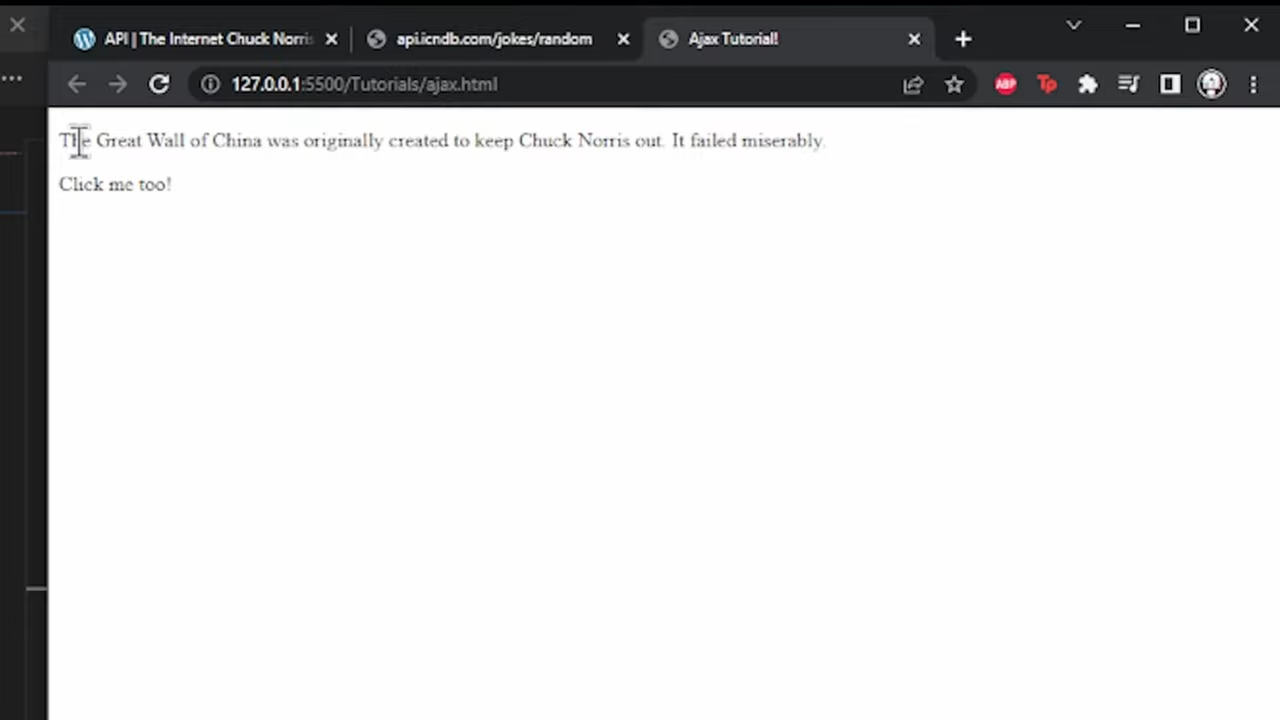 API | The Internet Chuck Norris
api.icndb.com/jokes/random
Ajax Tutorial!
127.0.0.1:5500/Tutorials/ajax.html
ABP
Tp
The Great Wall of China was originally created to keep Chuck Norris out. It failed miserably.
Click me too!